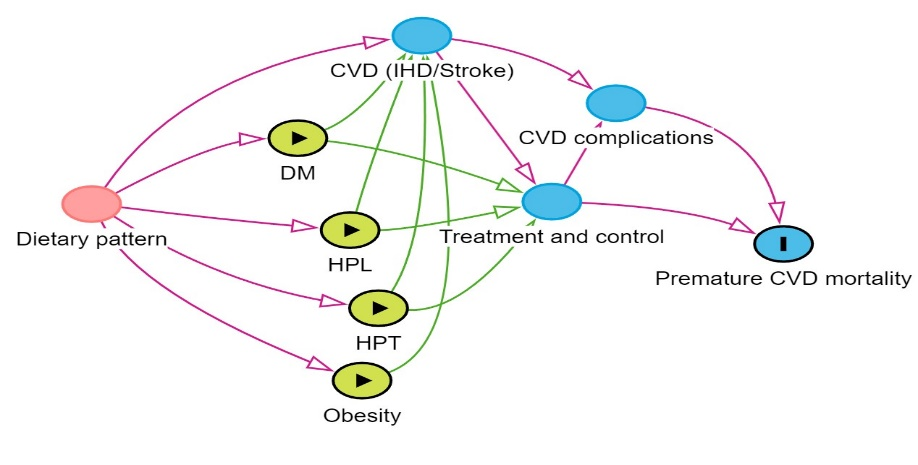 CVD (IHD/Stroke)
CVD complications
DM
Dietary pattern
Treatment and control
HPL
Premature CVD mortality
HPT
Obesity